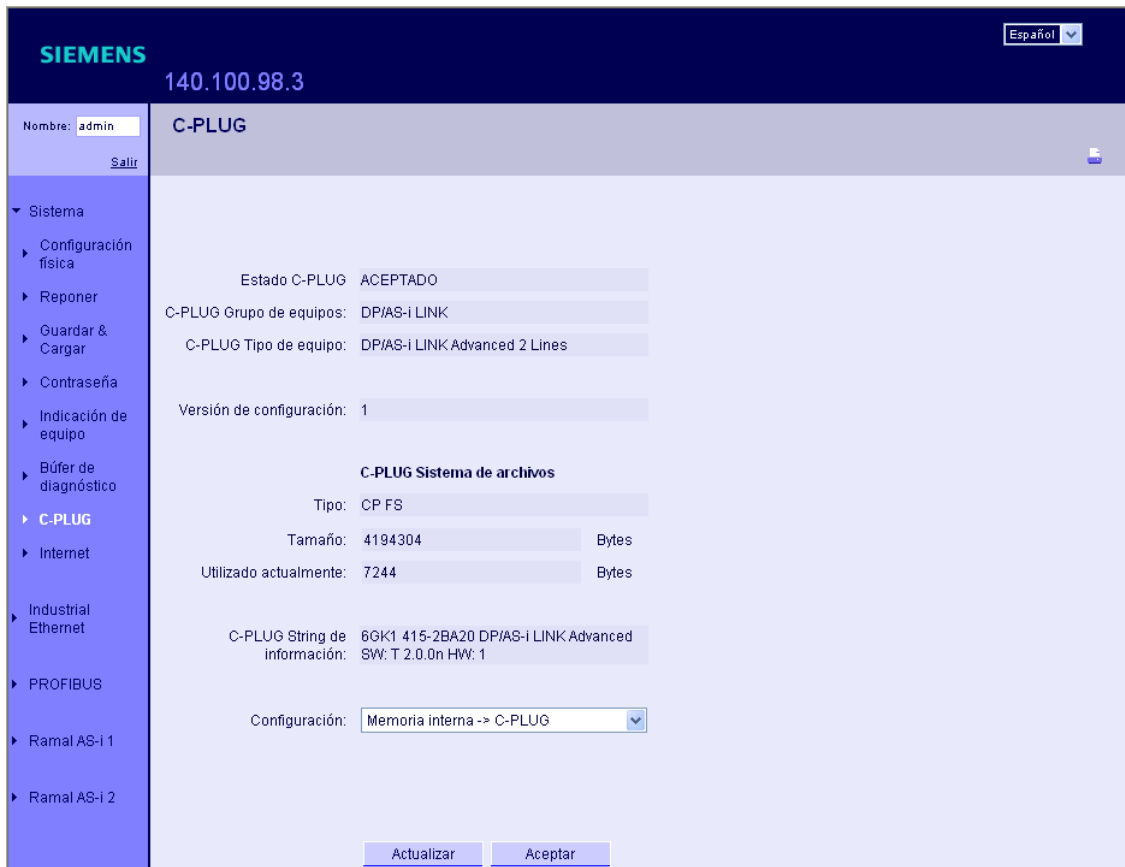 Español
SIEMENS
140.100.98.3
Nombre: admin
Salir
C-PLUG
Sistema
Configuración
física
Reponer
Guardar &
Cargar
Contraseña
Indicación de
equipo
Búfer de
diagnóstico
C-PLUG
Internet
Industrial
Ethernet
PROFIBUS
Ramal AS-i 1
Ramal AS-i 2
Estado C-PLUG ACEPTADO
C-PLUG Grupo de equipos: DP/AS-i LINK
C-PLUG Tipo de equipo: DP/AS-i LINK Advanced 2 Lines
Versión de configuración: 1
C-PLUG Sistema de archivos
Tipo: CP FS
Tamaño: 4194304 Bytes
Utilizado actualmente: 7244 Bytes
C-PLUG String de 6GK1 415-2BA20 DP/AS-i LINK Advanced
información: SW: T 2.0.0n HW: 1
Configuración: Memoria interna -> C-PLUG
Actualizar Aceptar